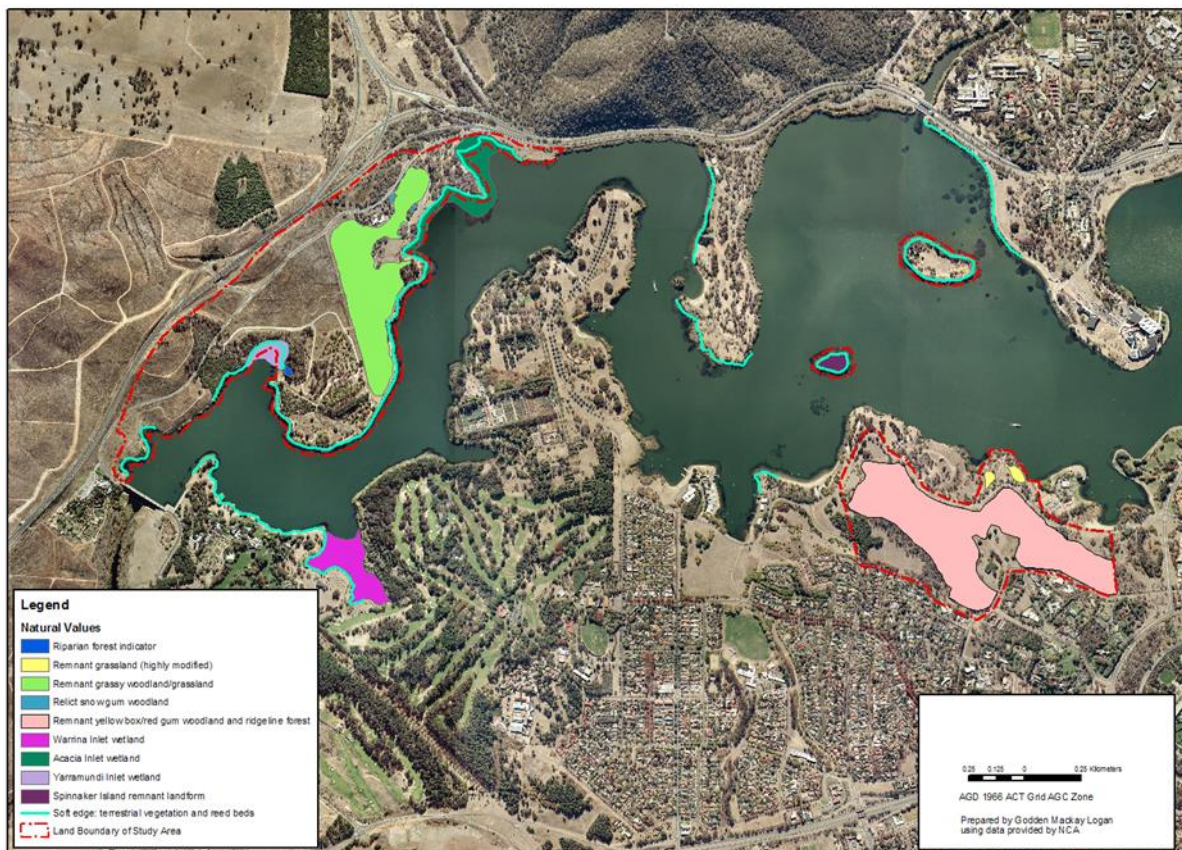 Legend
Natural Values
Riparian forest indicator
Remnant grassland (highly modified)
Remnant grassy woodland/grassland
Relict snow gum woodland
Remnant yellow box/red gum woodland and ridgeline forest
Warrina Inlet wetland
Acacia Inlet wetland
Yarramundi Inlet wetland
Spinnaker Island remnant landform
Soft edge: terrestrial vegetation and reed beds
Land Boundary of Study Area
0.25 0.125 0 0.25 Kilometers
AGD 1966 ACT Grid AGC Zone
Prepared by Godden Mackay Logan
using data provided by NCA